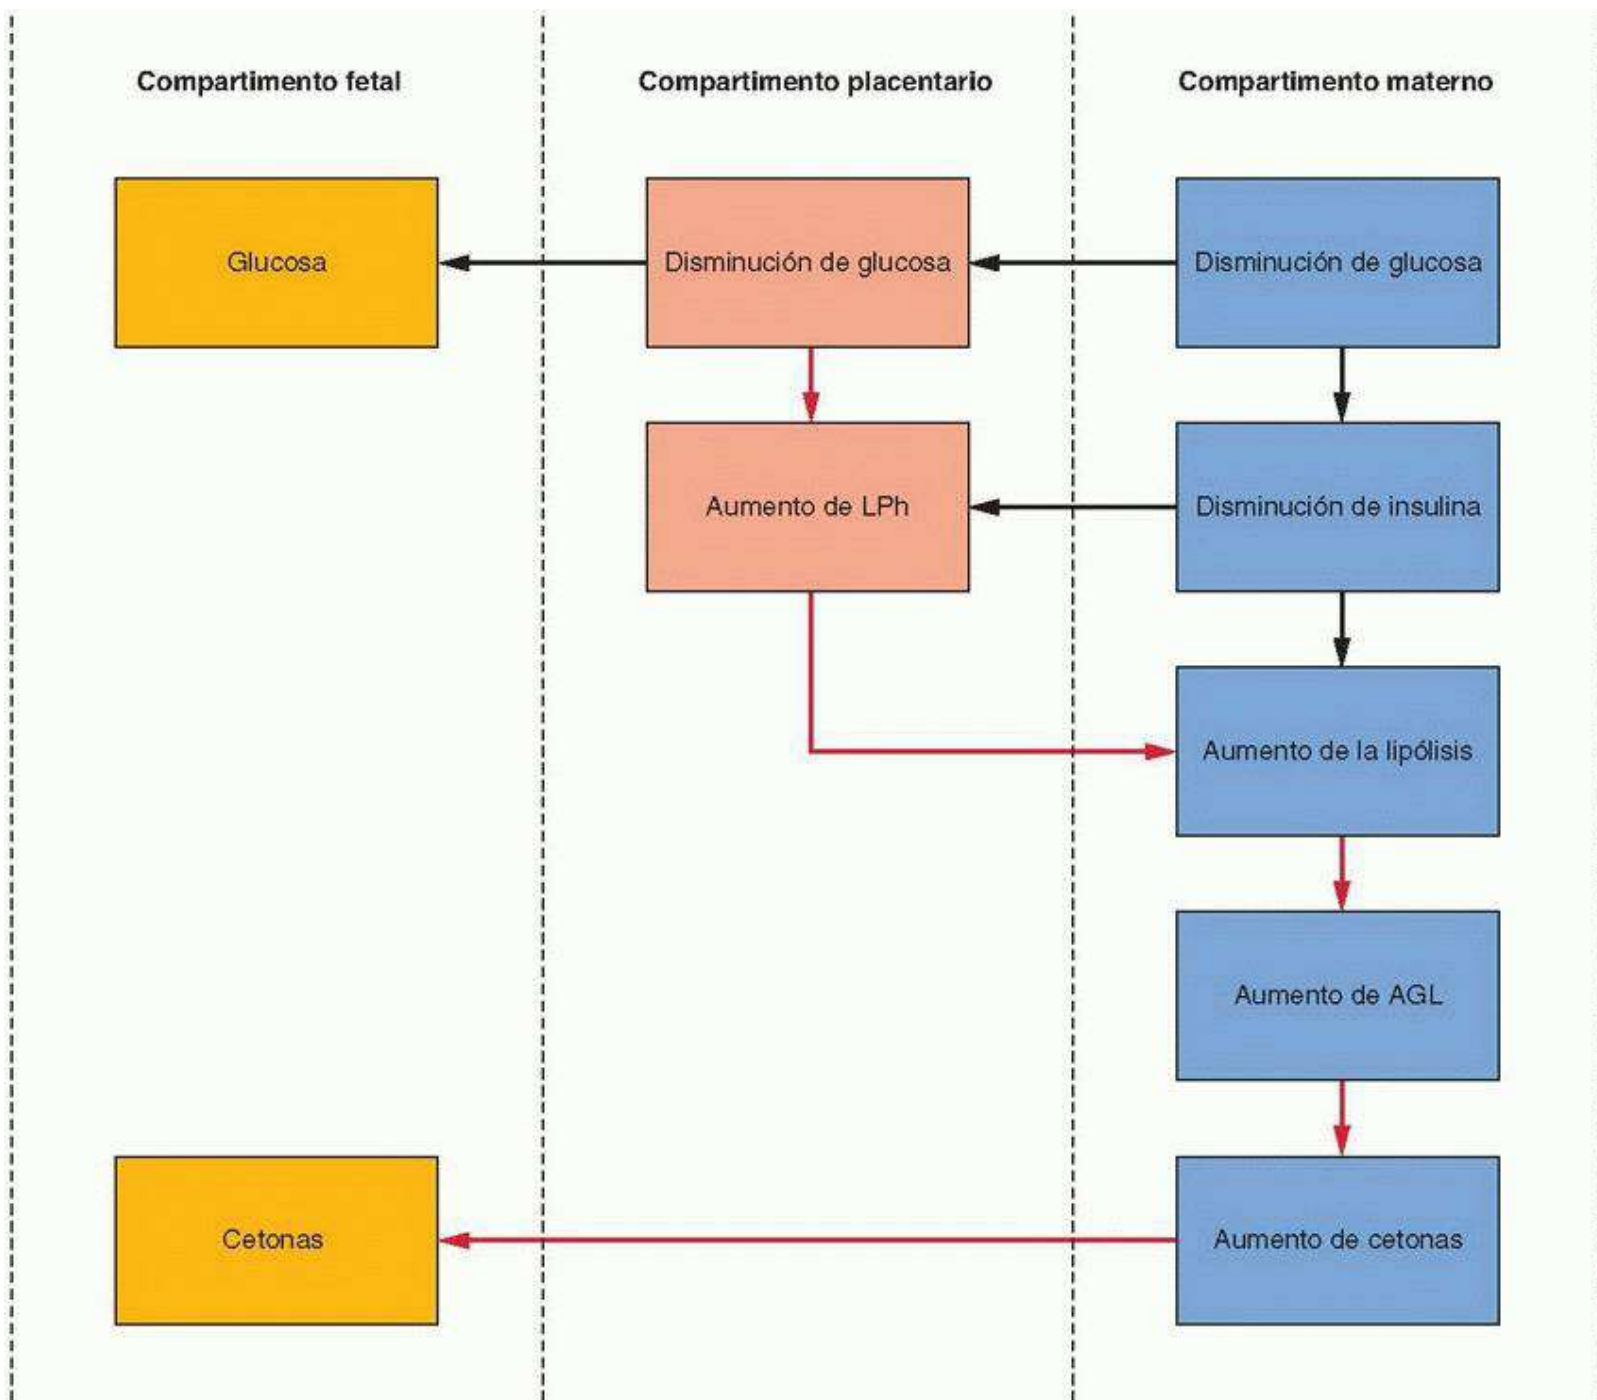 Compartimento fetal
Compartimento placentario
Compartimento materno
Glucosa
Disminución de glucosa
Disminución de glucosa
Aumento de LPh
Disminución de insulina
Aumento de la lipólisis
Aumento de AGL
Cetonas
Aumento de cetonas